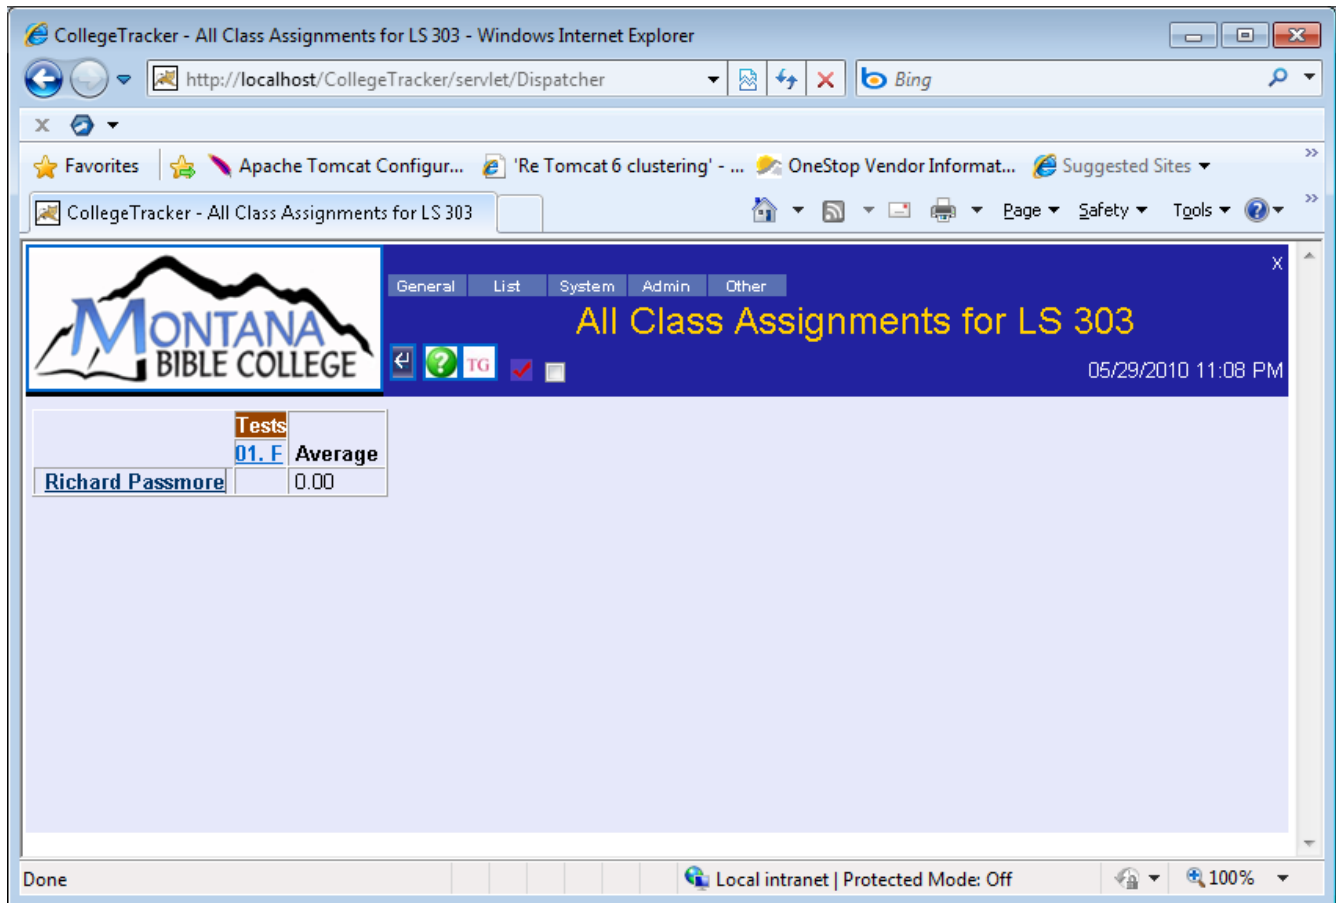 CollegeTracker - All Class Assignments for LS 303 - Windows Internet Explorer
http://localhost/CollegeTracker/servlet/Dispatcher Bing
x
Favorites Apache Tomcat Configur... 'Re Tomcat 6 clustering' - ... OneStop Vendor Informat... Suggested Sites
CollegeTracker - All Class Assignments for LS 303 Page Safety Tools
MONTANA
BIBLE COLLEGE
X
General List System Admin Other
All Class Assignments for LS 303
TG
05/29/2010 11:08 PM
Tests
01. F Average
Richard Passmore 0.00
Done Local intranet | Protected Mode: Off 100%